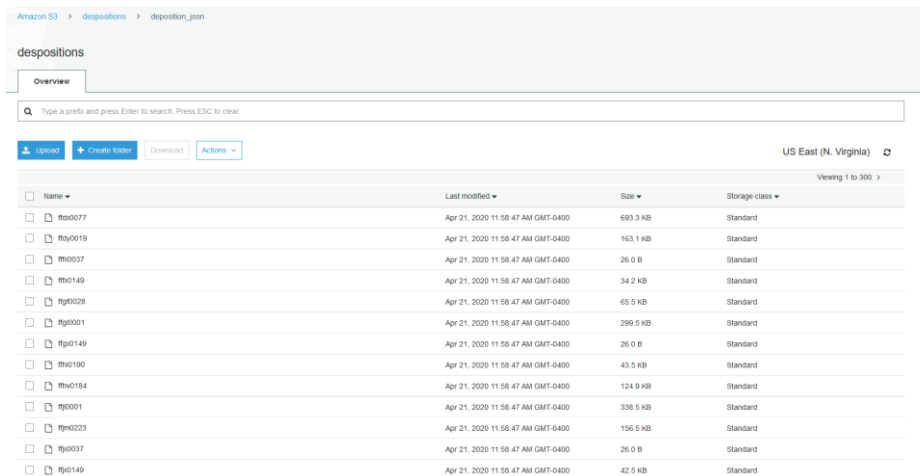 Amazon S3 > despositions > deposition_json
despositions
Overview
Type a prefix and press Enter to search. Press ESC to clear.
Upload + Create folder Download Actions
US East (N. Virginia)
Viewing 1 to 300 >
Name Last modified Size Storage class
ffdx0077 Apr 21, 2020 11:58:47 AM GMT-0400 693.3 KB Standard
ffdy0019 Apr 21, 2020 11:58:47 AM GMT-0400 163.1 KB Standard
Apr 21, 2020 11:58:47 AM GMT-0400 26.0 B Standard
Apr 21, 2020 11:58:47 AM GMT-0400 34.2 KB Standard
ffgf0028 Apr 21, 2020 11:58:47 AM GMT-0400 65.5 KB Standard
Apr 21, 2020 11:58:47 AM GMT-0400 299.5 KB Standard
ffgx0149 Apr 21, 2020 11:58:47 AM GMT-0400 26.0 B Standard
Apr 21, 2020 11:58:47 AM GMT-0400 43.5 KB Standard
ffhv0184 Apr 21, 2020 11:58:47 AM GMT-0400 124.9 KB Standard
Apr 21, 2020 11:58:47 AM GMT-0400 338.5 KB Standard
ffjm0223 Apr 21, 2020 11:58:47 AM GMT-0400 156.5 KB Standard
ffjx0037 Apr 21, 2020 11:58:47 AM GMT-0400 26.0 B Standard
ffjx0149 Apr 21, 2020 11:58:47 AM GMT-0400 42.5 KB Standard